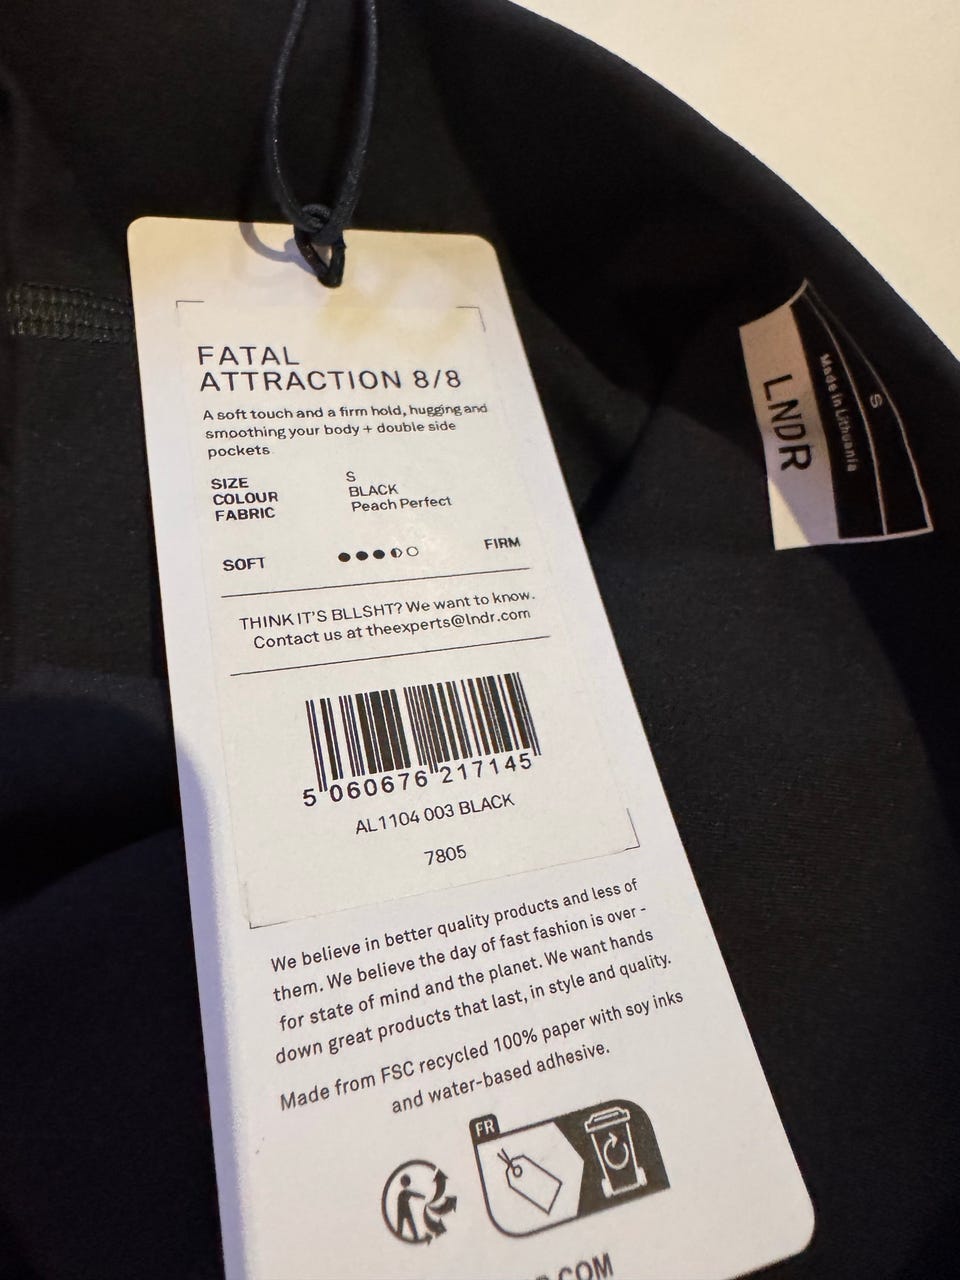 FATAL
ATTRACTION 8/8
A soft touch and a firm hold, hugging and
smoothing your body + double side
pockets
SIZE S
COLOUR BLACK
FABRIC Peach Perfect
SOFT FIRM
THINK IT'S BLLSHT? We want to know.
Contact us at theexperts@lndr.com
5 060676 217145
AL1104 003 BLACK
7805
We believe in better quality products and less of
them. We believe the day of fast fashion is over -
for state of mind and the planet. We want hands
down great products that last, in style and quality.
Made from FSC recycled 100% paper with soy inks
and water-based adhesive.
FR
.COM
LNDR
Made in Lithuania
S